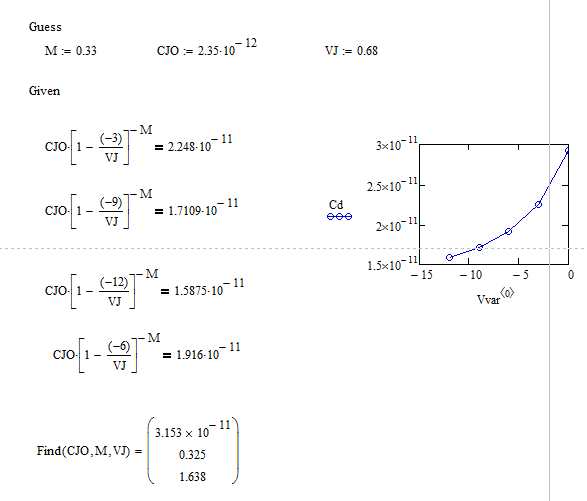 Guess
M := 0.33 CJO := 2.35·10^−12 VJ := 0.68
Given
CJO·[1 − (−3)/VJ]^−M = 2.248·10^−11
CJO·[1 − (−9)/VJ]^−M = 1.7109·10^−11
CJO·[1 − (−12)/VJ]^−M = 1.5875·10^−11
CJO·[1 − (−6)/VJ]^−M = 1.916·10^−11
Find(CJO, M, VJ) = (3.153 × 10^−11
0.325
1.638)
3×10^−11
2.5×10^−11
2×10^−11
1.5×10^−11
Cd
−15 −10 −5 0
Vvar^⟨0⟩